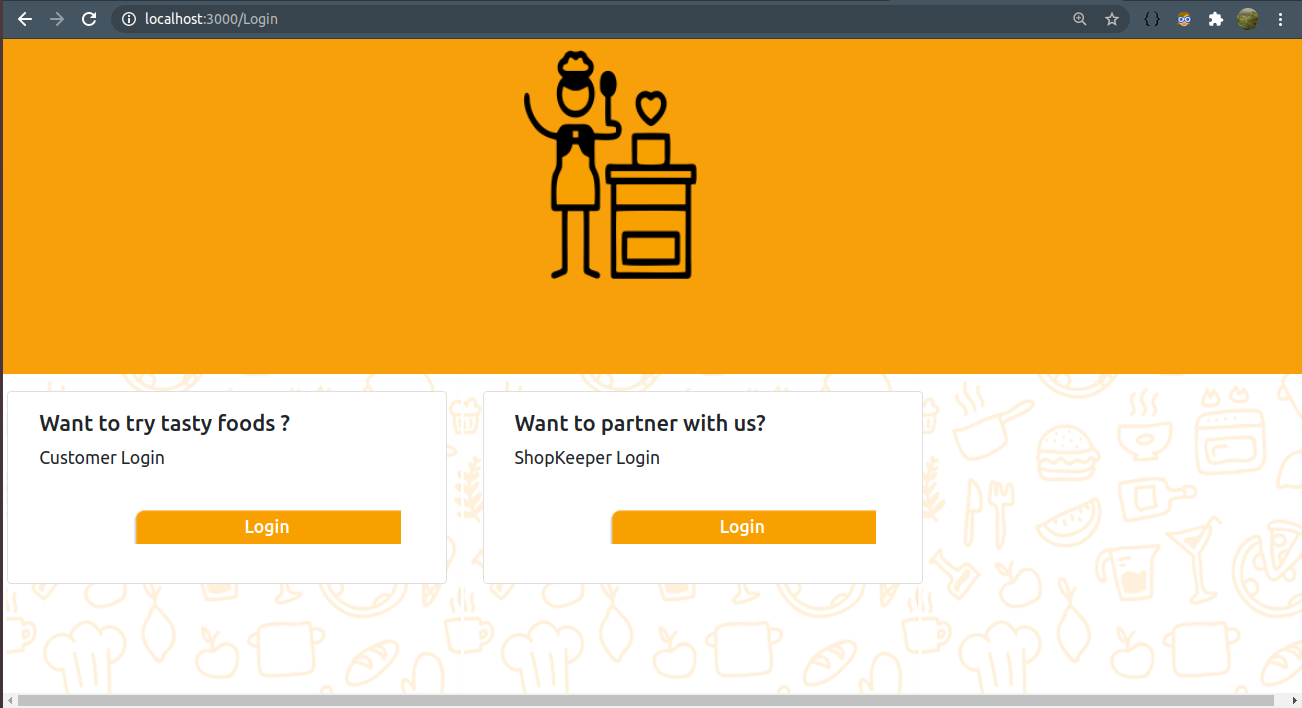 localhost:3000/Login
Want to try tasty foods ?
Customer Login
Login
Want to partner with us?
ShopKeeper Login
Login